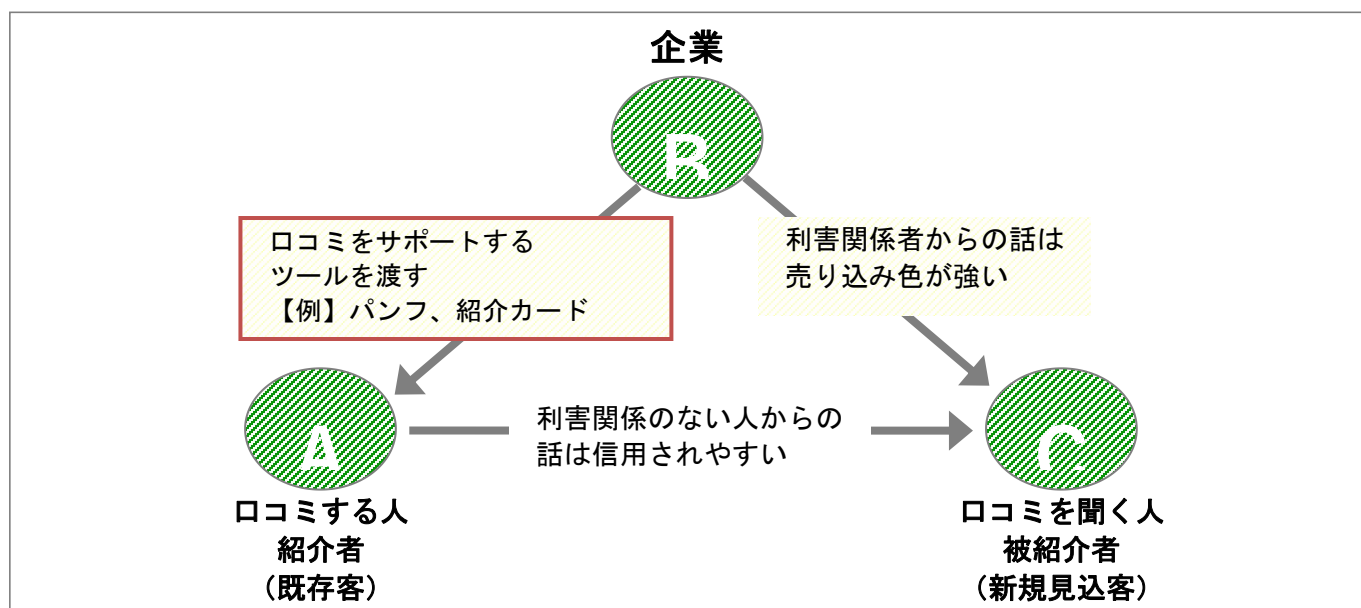 企業
B
口コミをサポートする
ツールを渡す
【例】パンフ、紹介カード
利害関係者からの話は
売り込み色が強い
A
利害関係のない人からの
話は信用されやすい
C
口コミする人
紹介者
（既存客）
口コミを聞く人
被紹介者
（新規見込客）